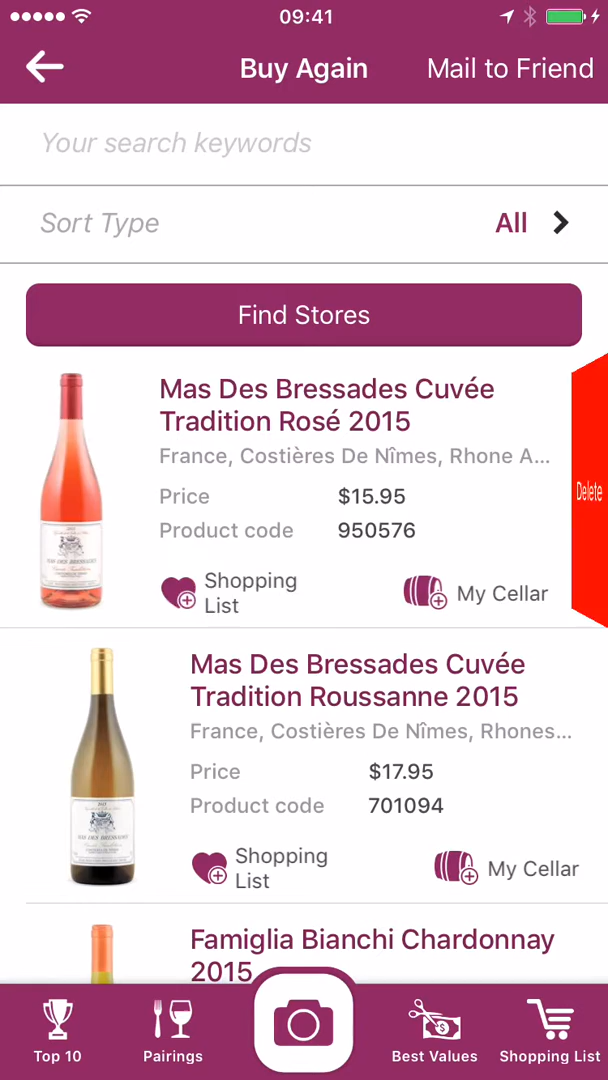 09:41
Buy Again
Mail to Friend
Your search keywords
Sort Type
All
Find Stores
Mas Des Bressades Cuvée
Tradition Rosé 2015
France, Costières De Nîmes, Rhone A...
Price
$15.95
Product code
950576
Shopping
List
My Cellar
Delete
Mas Des Bressades Cuvée
Tradition Roussanne 2015
France, Costières De Nîmes, Rhones...
Price
$17.95
Product code
701094
Shopping
List
My Cellar
Famiglia Bianchi Chardonnay
2015
Top 10
Pairings
Best Values
Shopping List